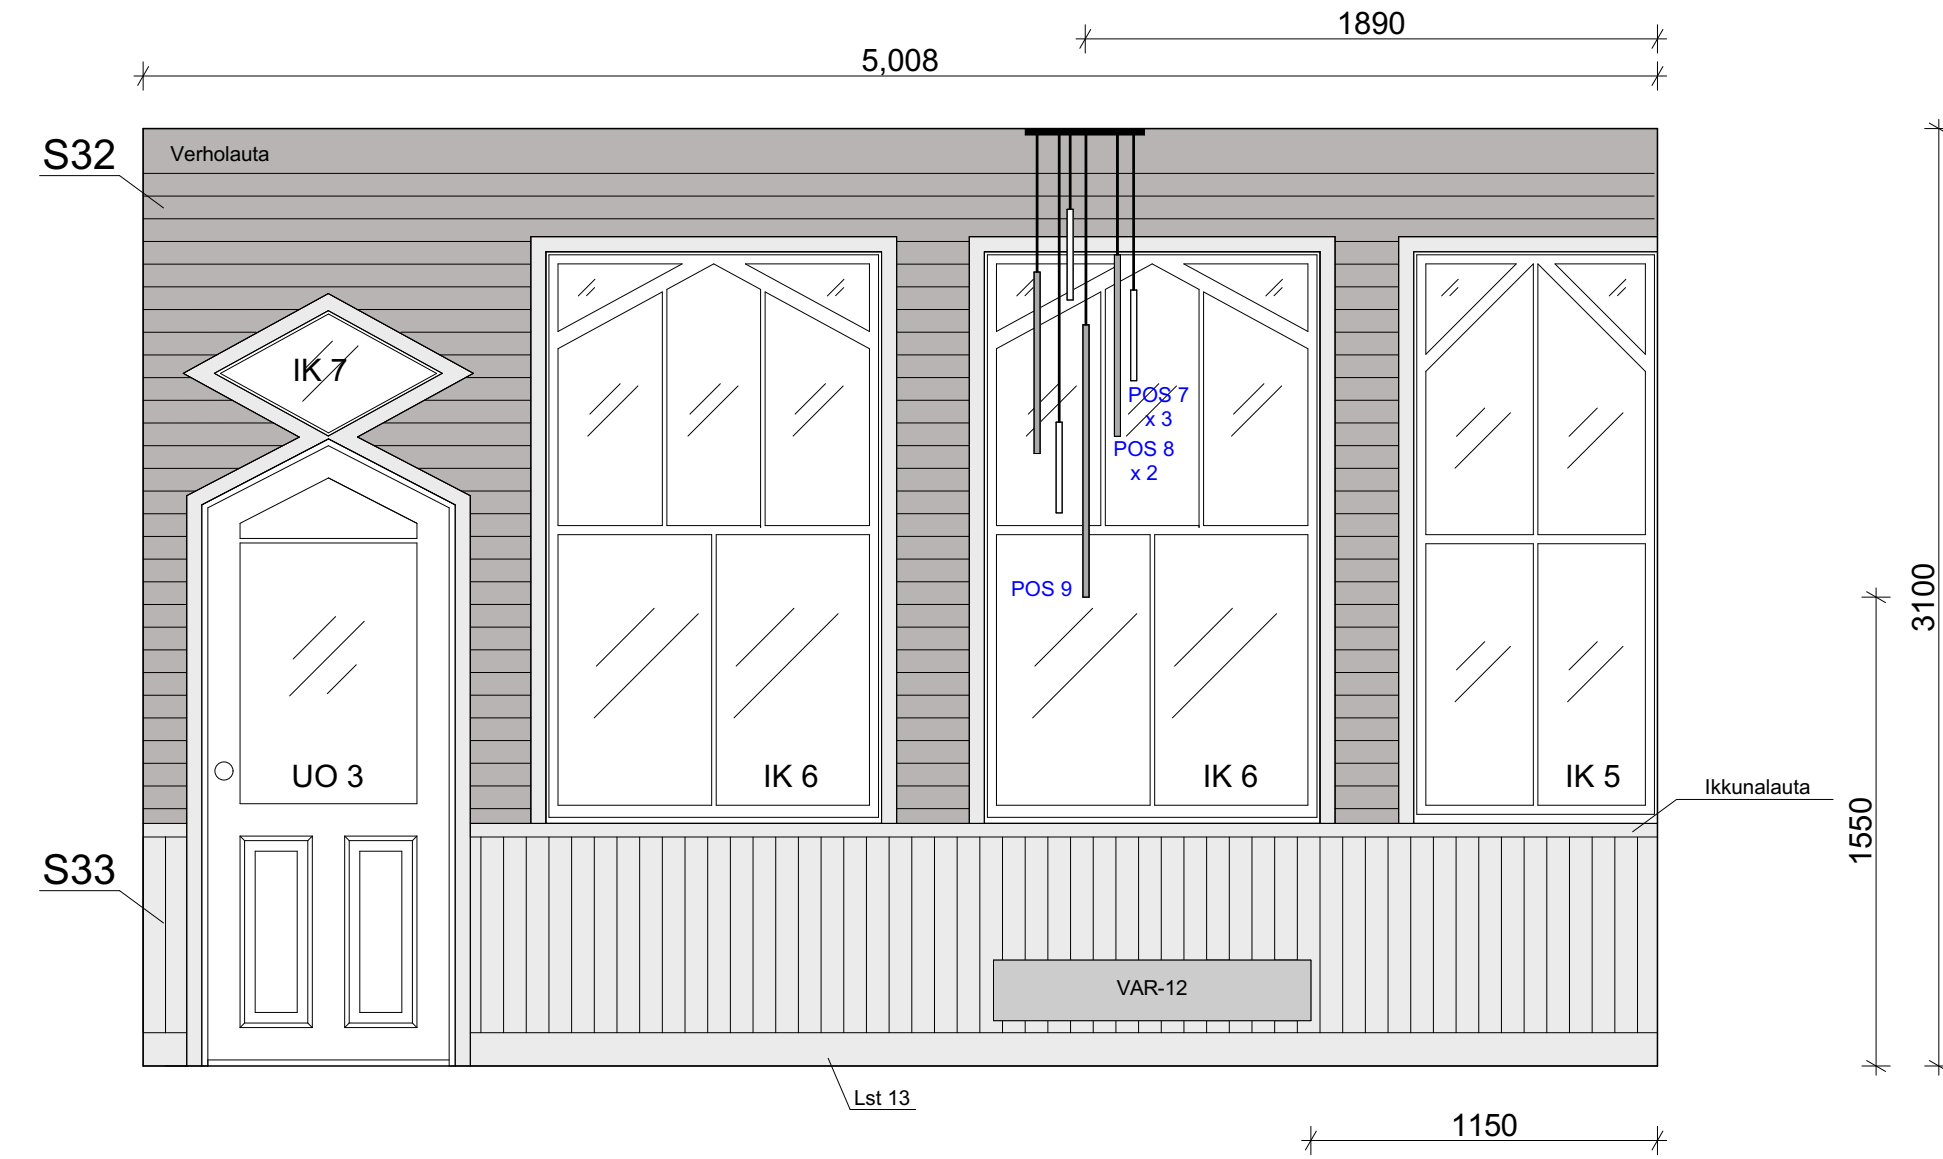 1890
5,008
S32
Verholauta
IK 7
POS 7
x 3
POS 8
x 2
POS 9
3100
UO 3
IK 6
IK 6
IK 5
Ikkunalauta
1550
S33
VAR-12
Lst 13
1150